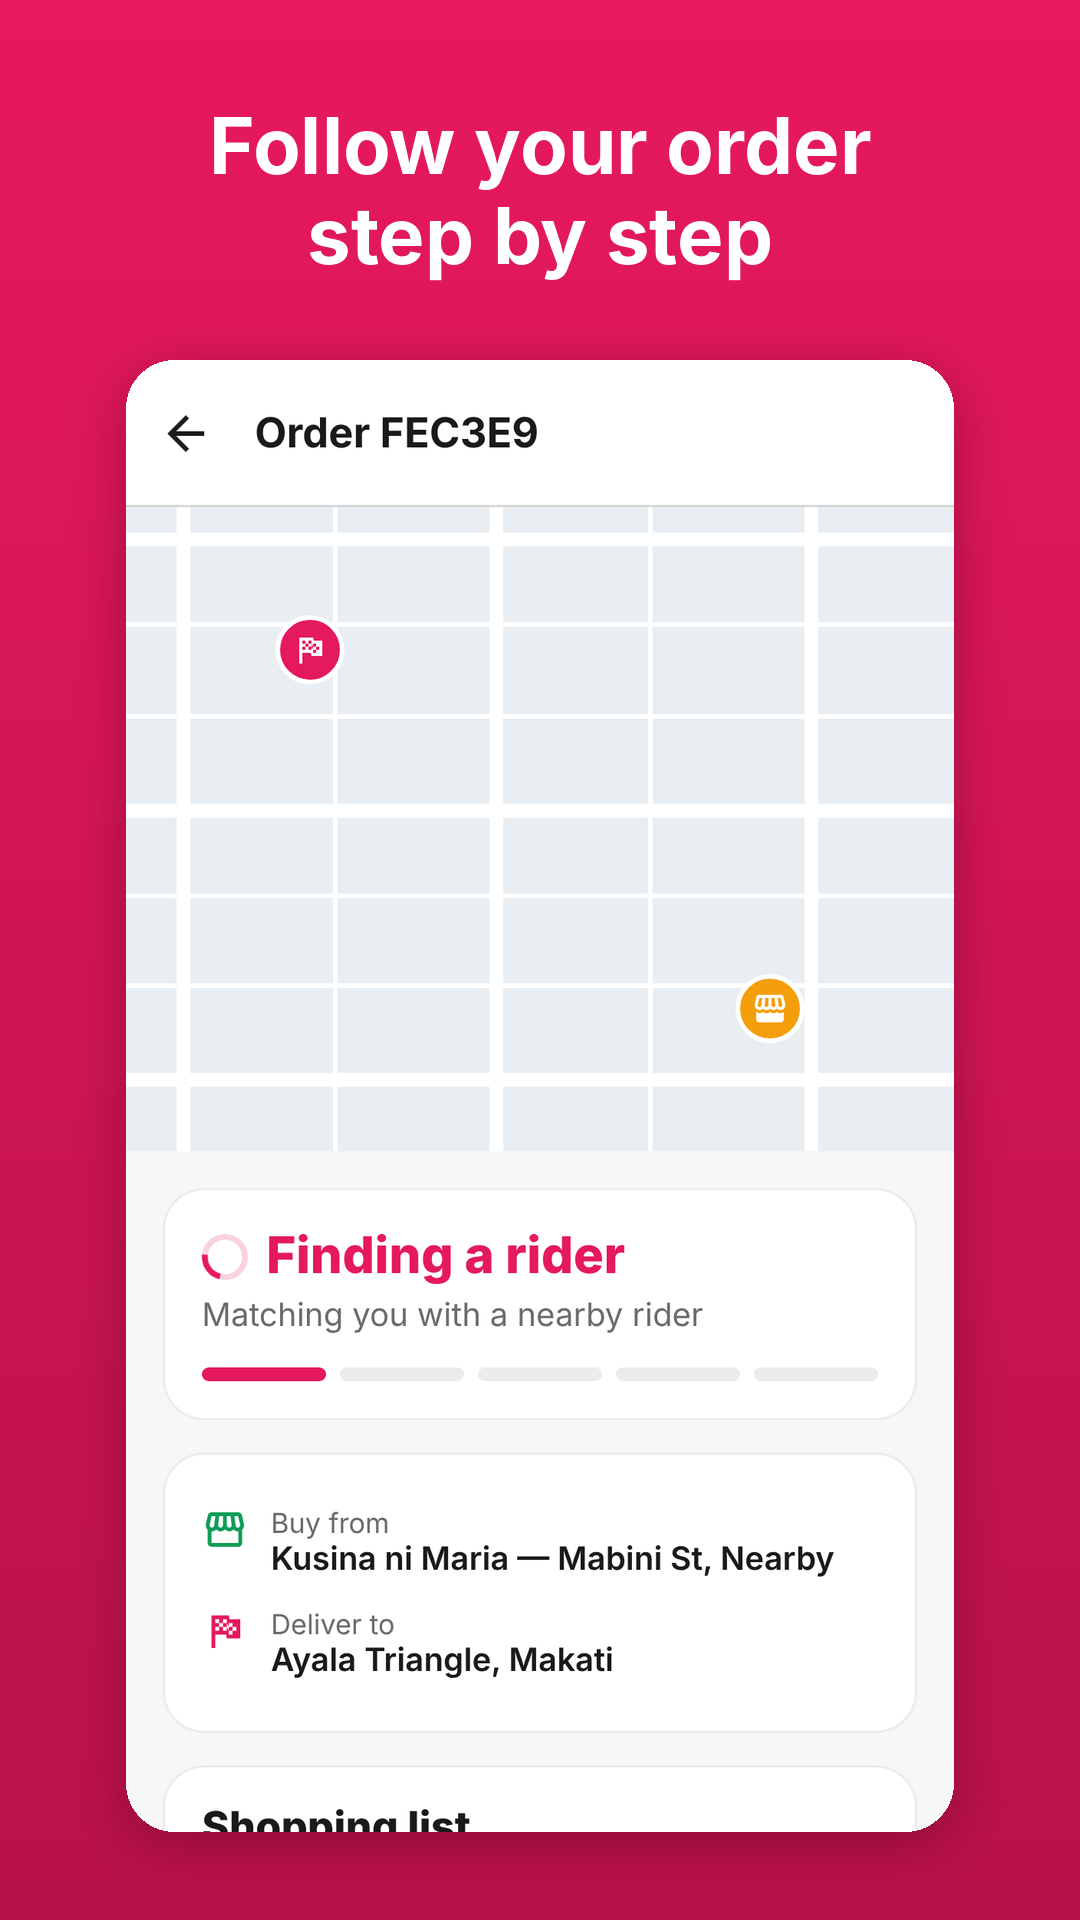 Follow your order
step by step
Order FEC3E9
Finding a rider
Matching you with a nearby rider
Buy from
Kusina ni Maria — Mabini St, Nearby
Deliver to
Ayala Triangle, Makati
Shopping list